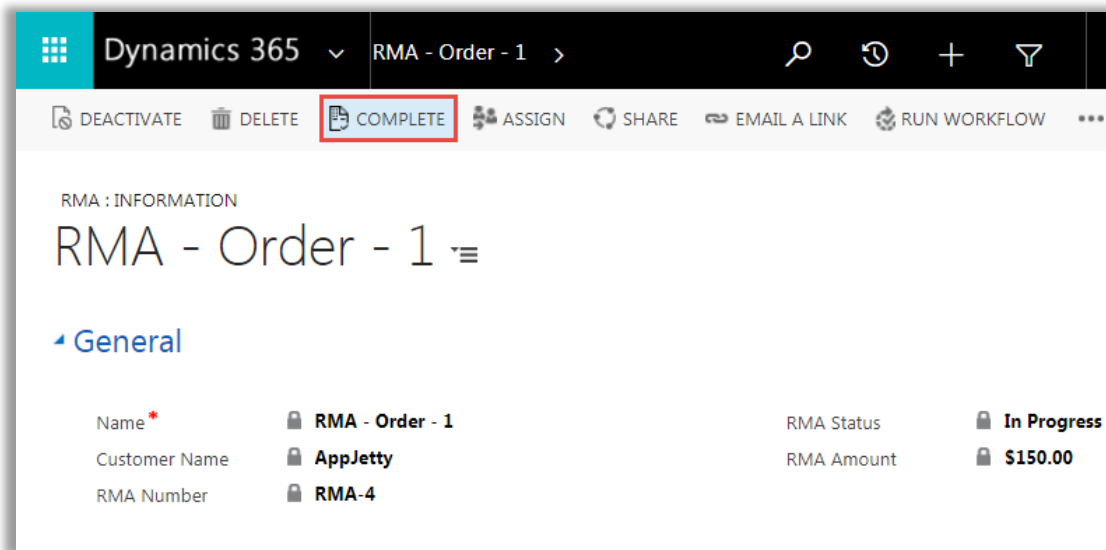 Dynamics 365 RMA - Order - 1
DEACTIVATE DELETE COMPLETE ASSIGN SHARE EMAIL A LINK RUN WORKFLOW •••
RMA : INFORMATION
RMA - Order - 1
General
Name* RMA - Order - 1 RMA Status In Progress
Customer Name AppJetty RMA Amount $150.00
RMA Number RMA-4